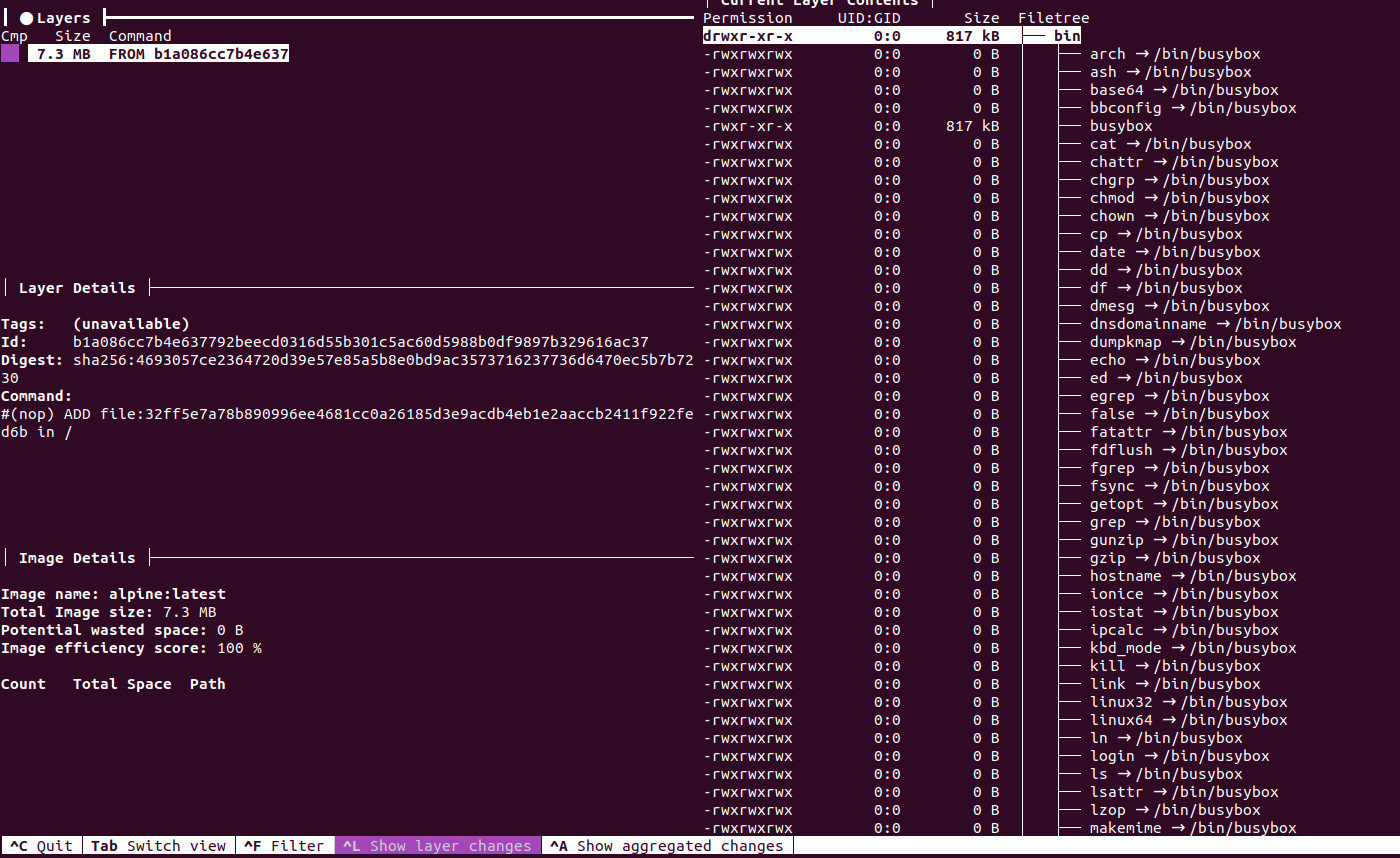 ● Layers
Cmp Size Command
7.3 MB FROM b1a086cc7b4e637
Layer Details
Tags: (unavailable)
Id: b1a086cc7b4e637792beecd0316d55b301c5ac60d5988b0df9897b329616ac37
Digest: sha256:4693057ce2364720d39e57e85a5b8e0bd9ac3573716237736d6470ec5b7b72
30
Command:
#(nop) ADD file:32ff5e7a78b890996ee4681cc0a26185d3e9acdb4eb1e2aaccb2411f922fe
d6b in /
Image Details
Image name: alpine:latest
Total Image size: 7.3 MB
Potential wasted space: 0 B
Image efficiency score: 100 %
Count Total Space Path
Current Layer Contents
Permission UID:GID Size Filetree
drwxr-xr-x 0:0 817 kB ├── bin
-rwxrwxrwx 0:0 0 B │ ├── arch → /bin/busybox
-rwxrwxrwx 0:0 0 B │ ├── ash → /bin/busybox
-rwxrwxrwx 0:0 0 B │ ├── base64 → /bin/busybox
-rwxrwxrwx 0:0 0 B │ ├── bbconfig → /bin/busybox
-rwxr-xr-x 0:0 817 kB │ ├── busybox
-rwxrwxrwx 0:0 0 B │ ├── cat → /bin/busybox
-rwxrwxrwx 0:0 0 B │ ├── chattr → /bin/busybox
-rwxrwxrwx 0:0 0 B │ ├── chgrp → /bin/busybox
-rwxrwxrwx 0:0 0 B │ ├── chmod → /bin/busybox
-rwxrwxrwx 0:0 0 B │ ├── chown → /bin/busybox
-rwxrwxrwx 0:0 0 B │ ├── cp → /bin/busybox
-rwxrwxrwx 0:0 0 B │ ├── date → /bin/busybox
-rwxrwxrwx 0:0 0 B │ ├── dd → /bin/busybox
-rwxrwxrwx 0:0 0 B │ ├── df → /bin/busybox
-rwxrwxrwx 0:0 0 B │ ├── dmesg → /bin/busybox
-rwxrwxrwx 0:0 0 B │ ├── dnsdomainname → /bin/busybox
-rwxrwxrwx 0:0 0 B │ ├── dumpkmap → /bin/busybox
-rwxrwxrwx 0:0 0 B │ ├── echo → /bin/busybox
-rwxrwxrwx 0:0 0 B │ ├── ed → /bin/busybox
-rwxrwxrwx 0:0 0 B │ ├── egrep → /bin/busybox
-rwxrwxrwx 0:0 0 B │ ├── false → /bin/busybox
-rwxrwxrwx 0:0 0 B │ ├── fatattr → /bin/busybox
-rwxrwxrwx 0:0 0 B │ ├── fdflush → /bin/busybox
-rwxrwxrwx 0:0 0 B │ ├── fgrep → /bin/busybox
-rwxrwxrwx 0:0 0 B │ ├── fsync → /bin/busybox
-rwxrwxrwx 0:0 0 B │ ├── getopt → /bin/busybox
-rwxrwxrwx 0:0 0 B │ ├── grep → /bin/busybox
-rwxrwxrwx 0:0 0 B │ ├── gunzip → /bin/busybox
-rwxrwxrwx 0:0 0 B │ ├── gzip → /bin/busybox
-rwxrwxrwx 0:0 0 B │ ├── hostname → /bin/busybox
-rwxrwxrwx 0:0 0 B │ ├── ionice → /bin/busybox
-rwxrwxrwx 0:0 0 B │ ├── iostat → /bin/busybox
-rwxrwxrwx 0:0 0 B │ ├── ipcalc → /bin/busybox
-rwxrwxrwx 0:0 0 B │ ├── kbd_mode → /bin/busybox
-rwxrwxrwx 0:0 0 B │ ├── kill → /bin/busybox
-rwxrwxrwx 0:0 0 B │ ├── link → /bin/busybox
-rwxrwxrwx 0:0 0 B │ ├── linux32 → /bin/busybox
-rwxrwxrwx 0:0 0 B │ ├── linux64 → /bin/busybox
-rwxrwxrwx 0:0 0 B │ ├── ln → /bin/busybox
-rwxrwxrwx 0:0 0 B │ ├── login → /bin/busybox
-rwxrwxrwx 0:0 0 B │ ├── ls → /bin/busybox
-rwxrwxrwx 0:0 0 B │ ├── lsattr → /bin/busybox
-rwxrwxrwx 0:0 0 B │ ├── lzop → /bin/busybox
-rwxrwxrwx 0:0 0 B │ ├── makemime → /bin/busybox
^C Quit Tab Switch view ^F Filter ^L Show layer changes ^A Show aggregated changes